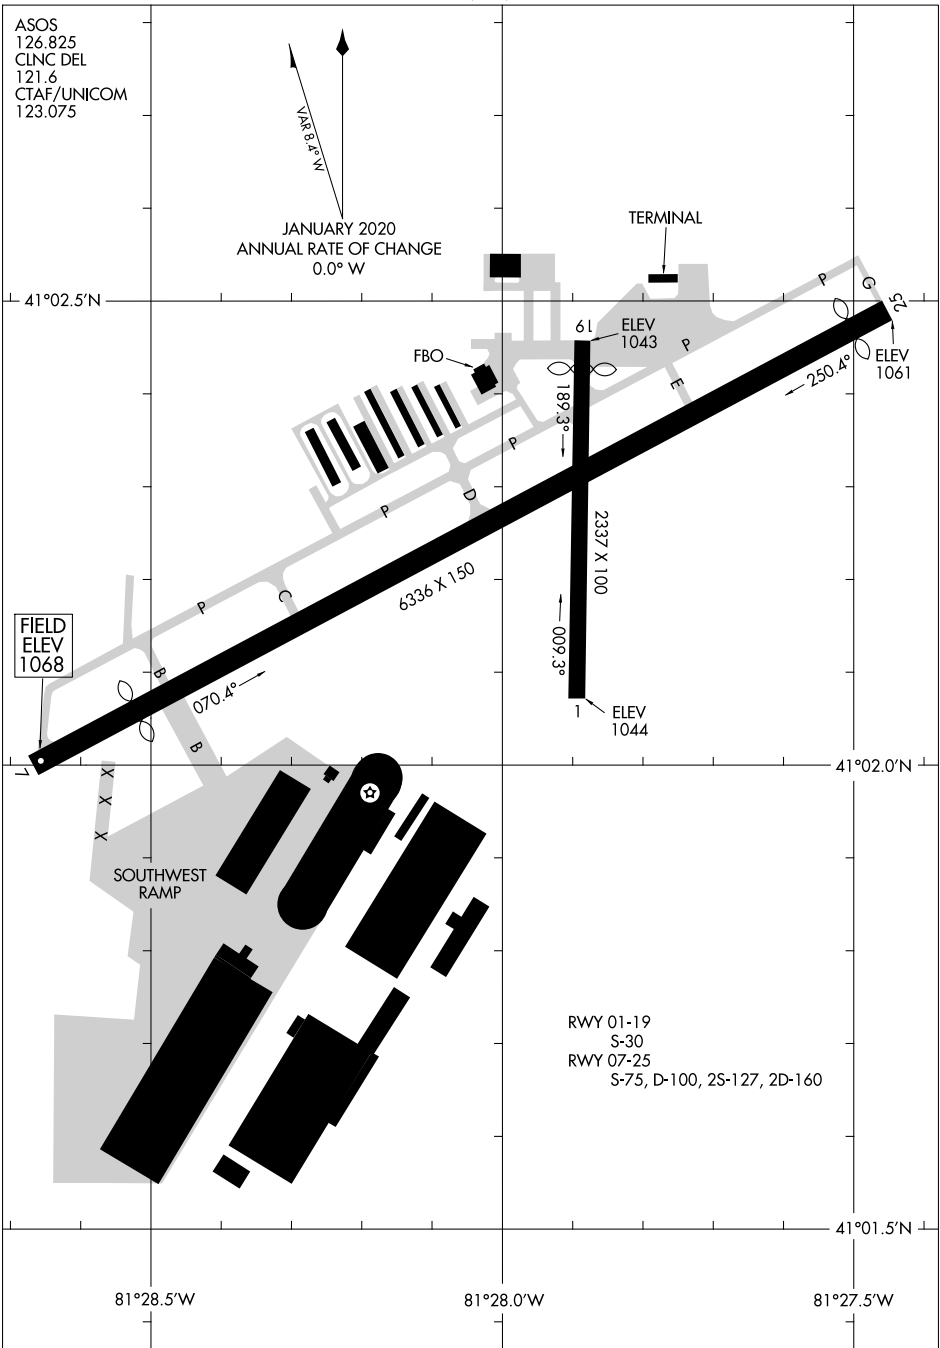 ASOS
126.825
CLNC DEL
121.6
CTAF/UNICOM
123.075
VAR 8.4° W
JANUARY 2020
ANNUAL RATE OF CHANGE
0.0° W
TERMINAL
41°02.5'N
P
G
25
19
ELEV
1043
P
ELEV
1061
FBO
E
250.4°
189.3°
P
D
P
2337 X 100
6336 X 150
C
P
FIELD
ELEV
1068
009.3°
B
070.4°
1
ELEV
1044
B
7
41°02.0'N
X
X
X
SOUTHWEST
RAMP
RWY 01-19
S-30
RWY 07-25
S-75, D-100, 2S-127, 2D-160
41°01.5'N
81°28.5'W
81°28.0'W
81°27.5'W